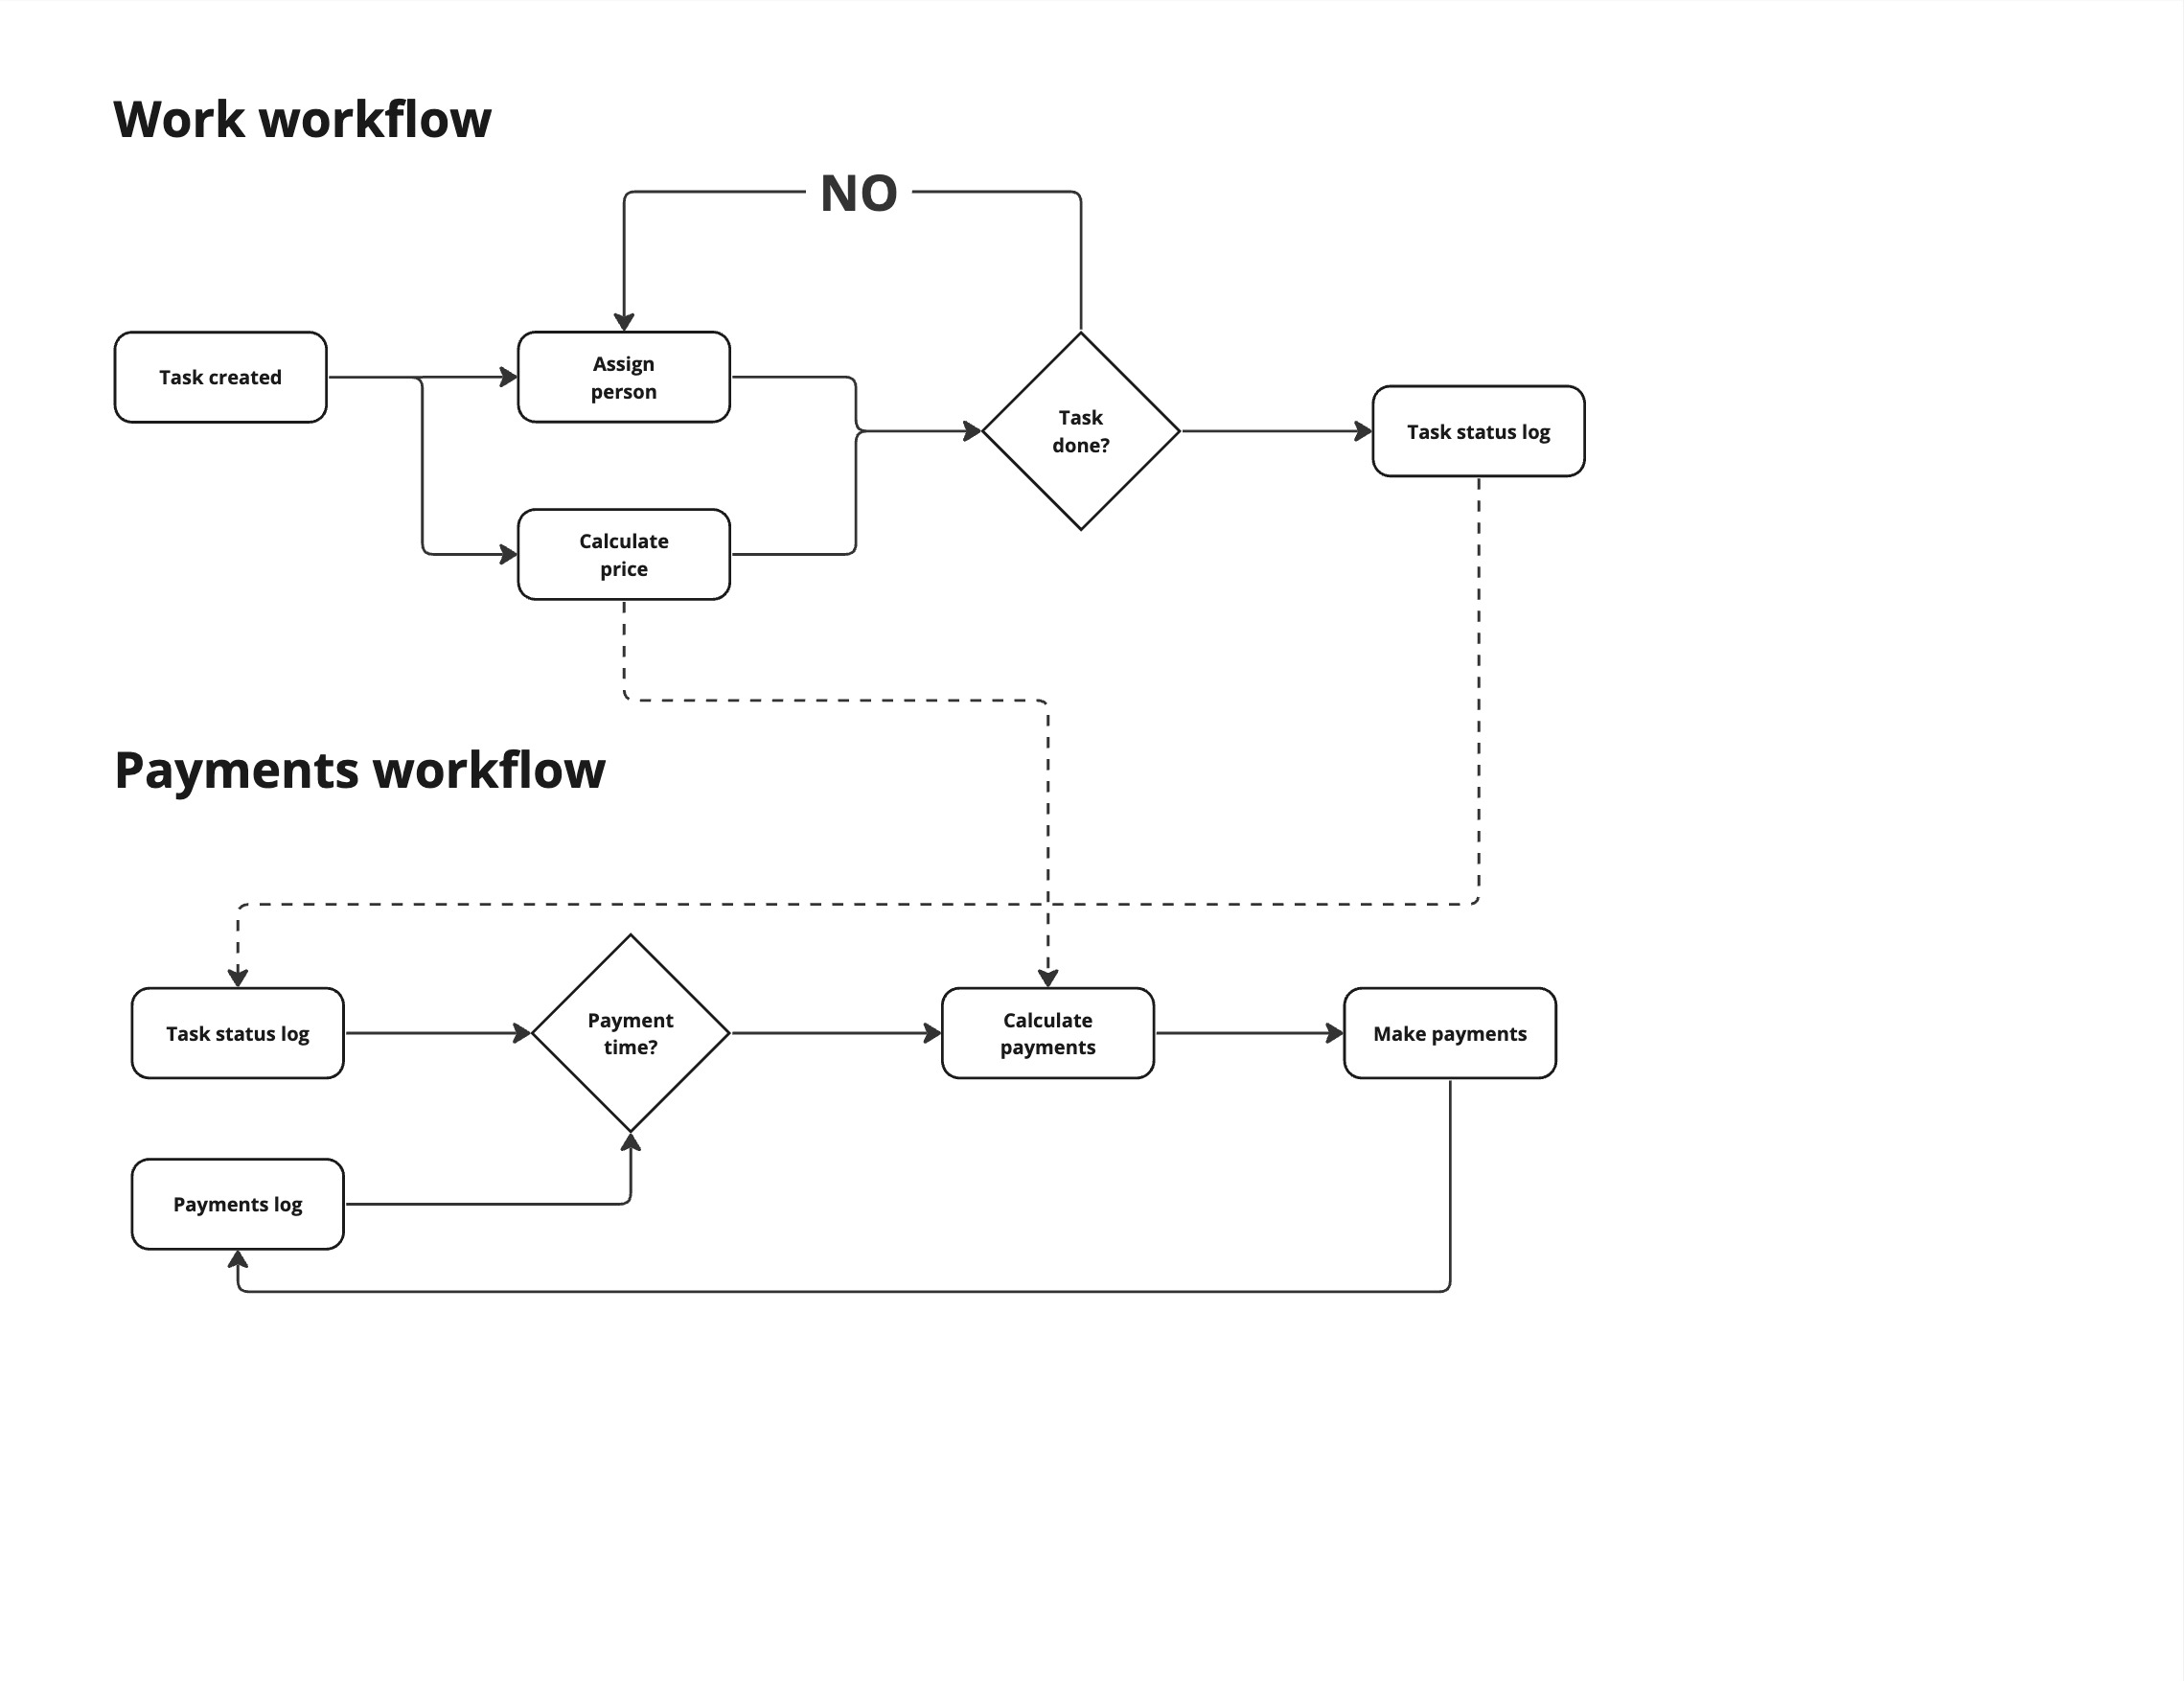 Work workflow
NO
Task created
Assign
person
Calculate
price
Task
done?
Task status log
Payments workflow
Task status log
Payment
time?
Calculate
payments
Make payments
Payments log